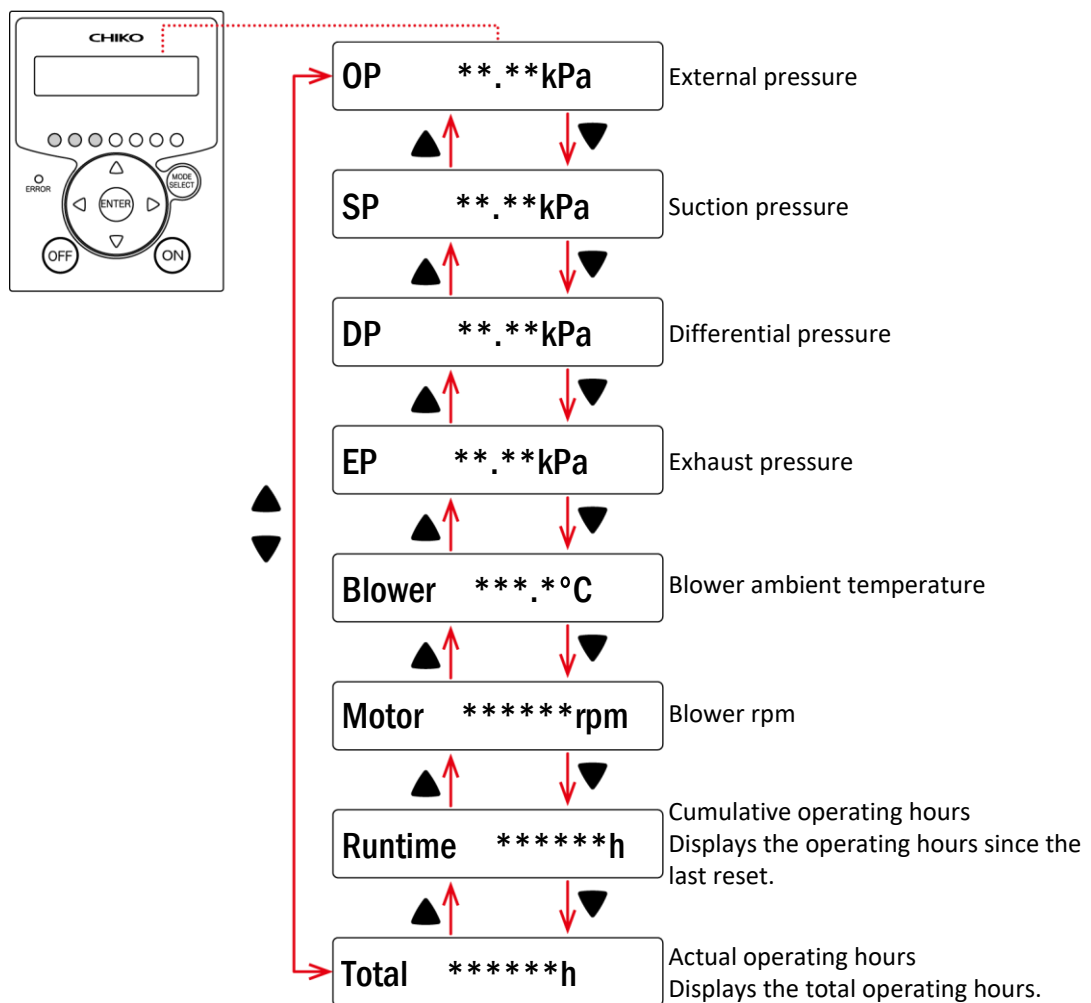 CHIKO
ERROR
MODE
SELECT
ENTER
OFF
ON
OP **.**kPa
External pressure
SP **.**kPa
Suction pressure
DP **.**kPa
Differential pressure
EP **.**kPa
Exhaust pressure
Blower ***.*°C
Blower ambient temperature
Motor ******rpm
Blower rpm
Runtime ******h
Cumulative operating hours
Displays the operating hours since the
last reset.
Total ******h
Actual operating hours
Displays the total operating hours.